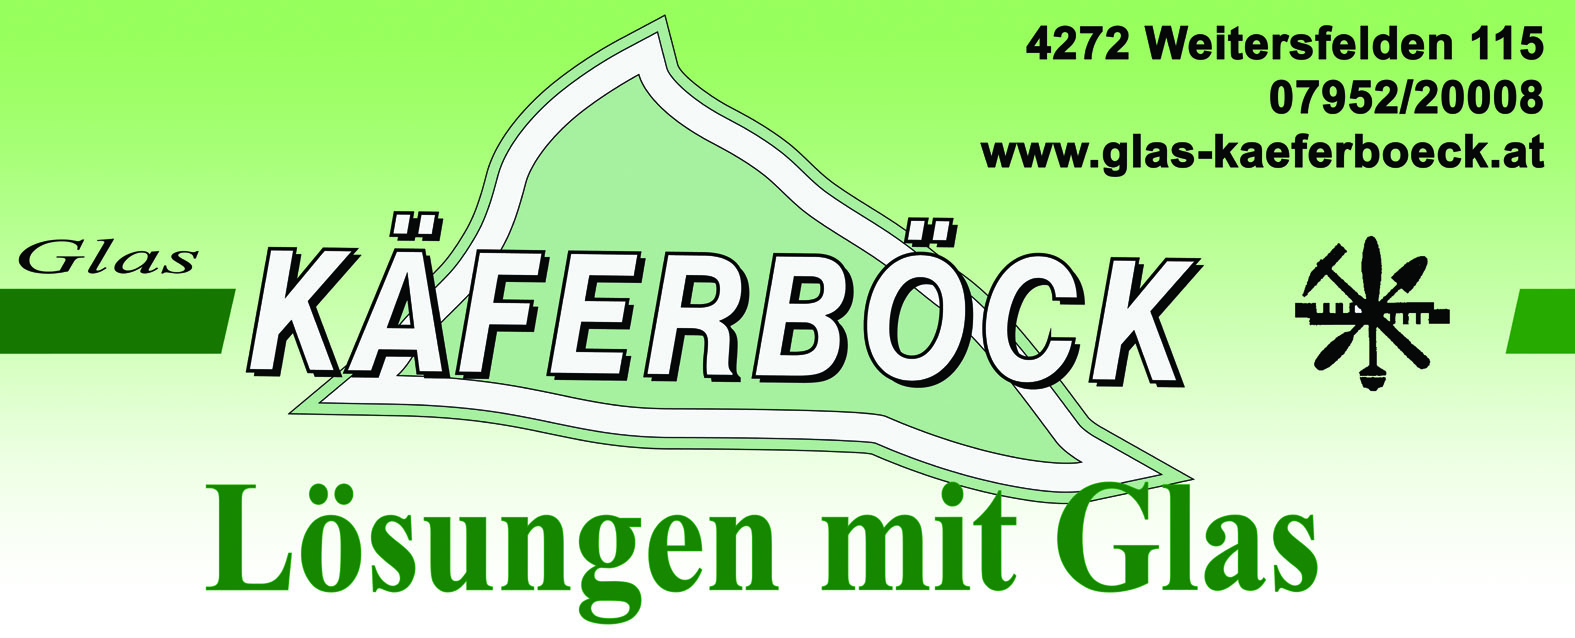 4272 Weitersfelden 115
07952/20008
www.glas-kaeferboeck.at
Glas
KÄFERBÖCK
Lösungen mit Glas